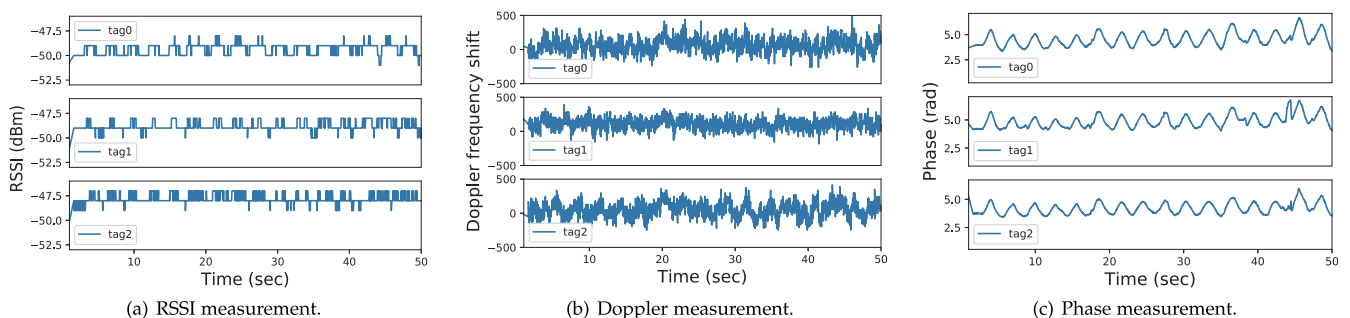 RSSI (dBm)
−47.5
−50.0
−52.5
tag0
−47.5
−50.0
−52.5
tag1
−47.5
−50.0
−52.5
tag2
10 20 30 40 50
Time (sec)
(a) RSSI measurement.
Doppler frequency shift
500
0
−500
tag0
500
0
−500
tag1
500
0
−500
tag2
10 20 30 40 50
Time (sec)
(b) Doppler measurement.
Phase (rad)
5.0
2.5
tag0
5.0
2.5
tag1
5.0
2.5
tag2
10 20 30 40 50
Time (sec)
(c) Phase measurement.